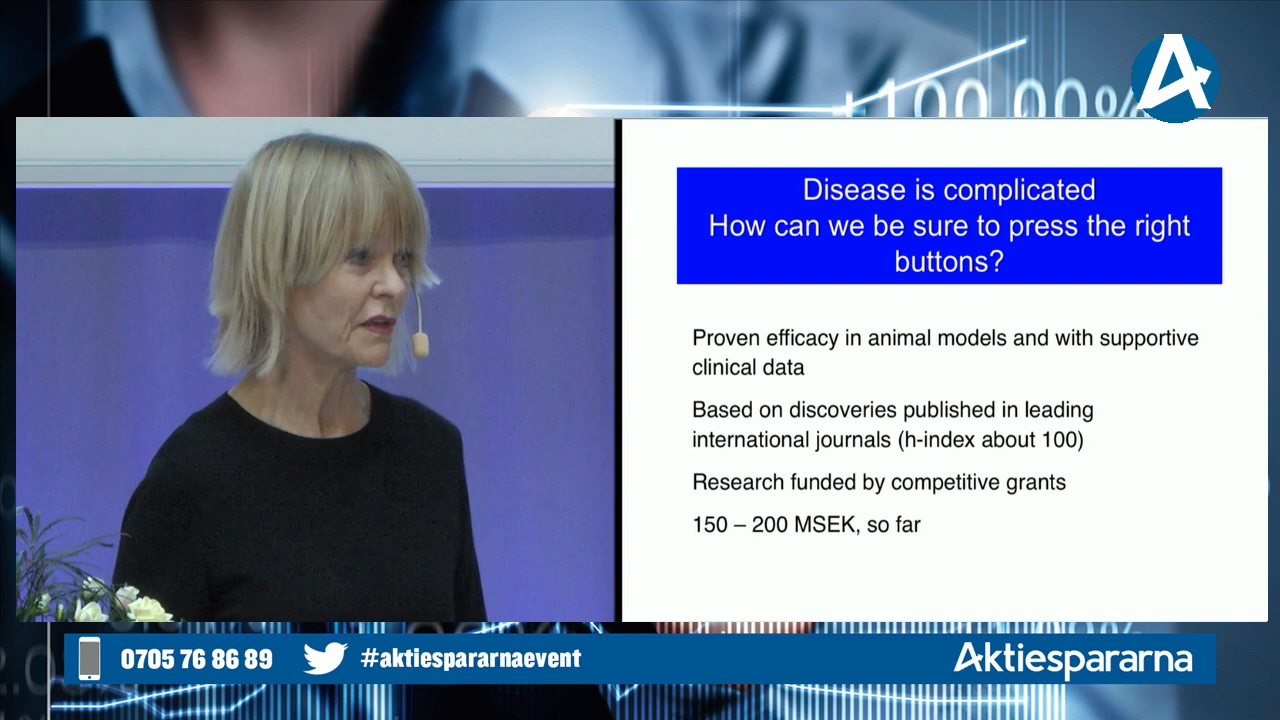 +100,00%
Disease is complicated
How can we be sure to press the right
buttons?
Proven efficacy in animal models and with supportive
clinical data
Based on discoveries published in leading
international journals (h-index about 100)
Research funded by competitive grants
150 – 200 MSEK, so far
0705 76 86 89
#aktiespararnaevent
Aktiespararna